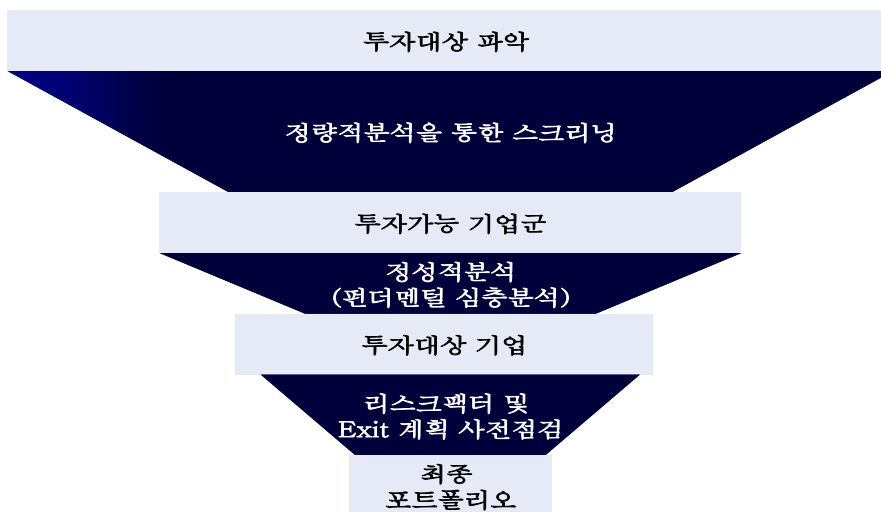 투자대상 파악
정량적분석을 통한 스크리닝
투자가능 기업군
정성적분석
(펀더멘털 심층분석)
투자대상 기업
리스크팩터 및
Exit 계획 사전점검
최종
포트폴리오